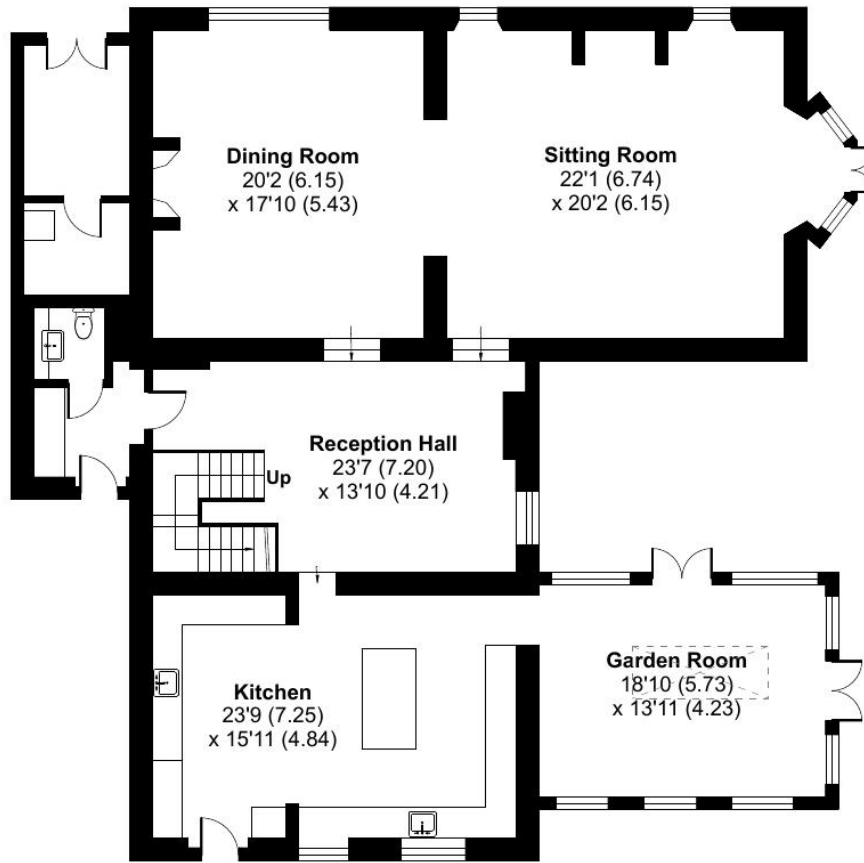 Dining Room
20'2 (6.15)
x 17'10 (5.43)
Sitting Room
22'1 (6.74)
x 20'2 (6.15)
Reception Hall
23'7 (7.20)
x 13'10 (4.21)
Up
Kitchen
23'9 (7.25)
x 15'11 (4.84)
Garden Room
18'10 (5.73)
x 13'11 (4.23)